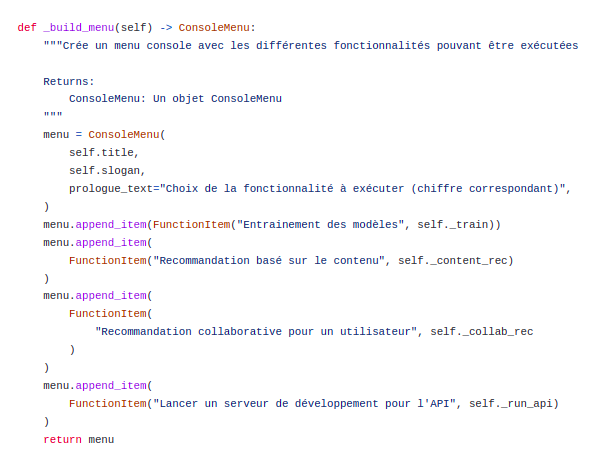 def _build_menu(self) -> ConsoleMenu:
    """Crée un menu console avec les différentes fonctionnalités pouvant être exécutées

    Returns:
        ConsoleMenu: Un objet ConsoleMenu
    """
    menu = ConsoleMenu(
        self.title,
        self.slogan,
        prologue_text="Choix de la fonctionnalité à exécuter (chiffre correspondant)",
    )
    menu.append_item(FunctionItem("Entrainement des modèles", self._train))
    menu.append_item(
        FunctionItem("Recommandation basé sur le contenu", self._content_rec)
    )
    menu.append_item(
        FunctionItem(
            "Recommandation collaborative pour un utilisateur", self._collab_rec
        )
    )
    menu.append_item(
        FunctionItem("Lancer un serveur de développement pour l'API", self._run_api)
    )
    return menu